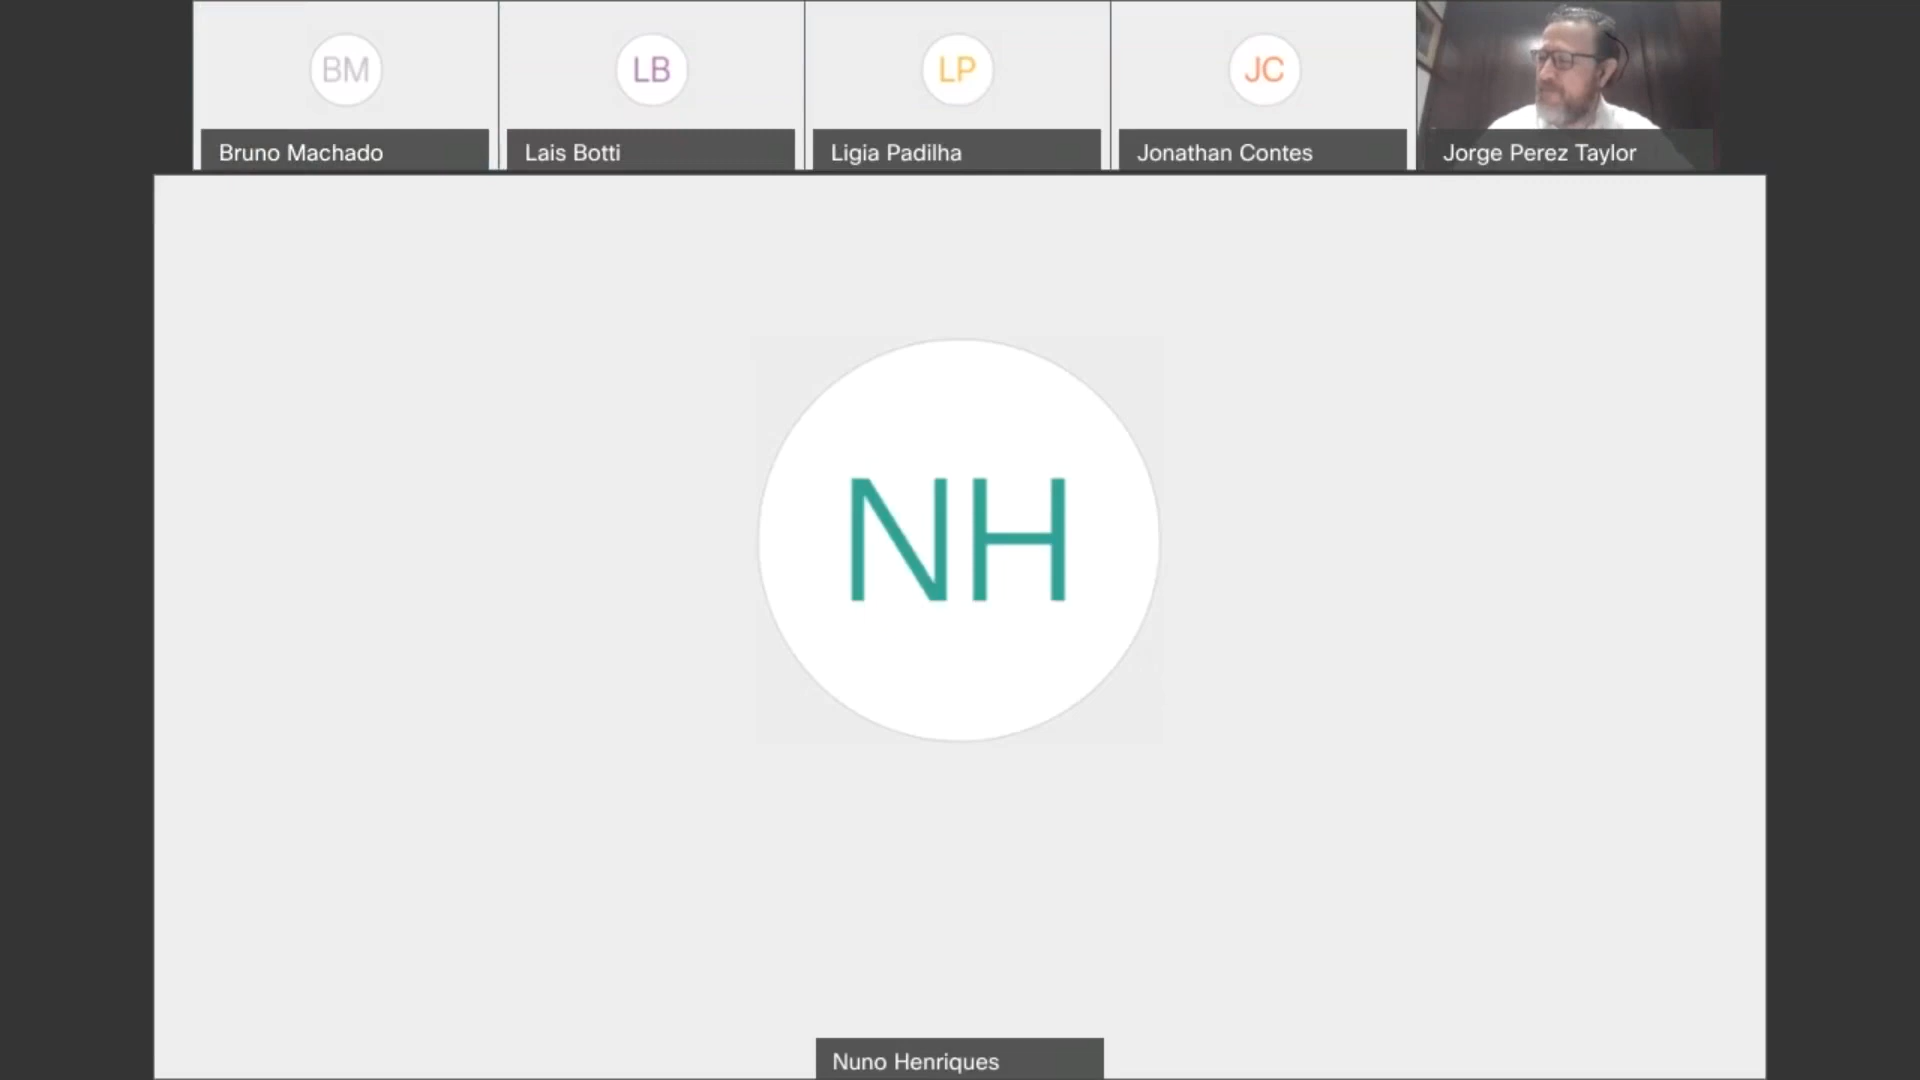 BM
LB
LP
JC
Bruno Machado
Lais Botti
Ligia Padilha
Jonathan Contes
Jorge Perez Taylor
NH
Nuno Henriques